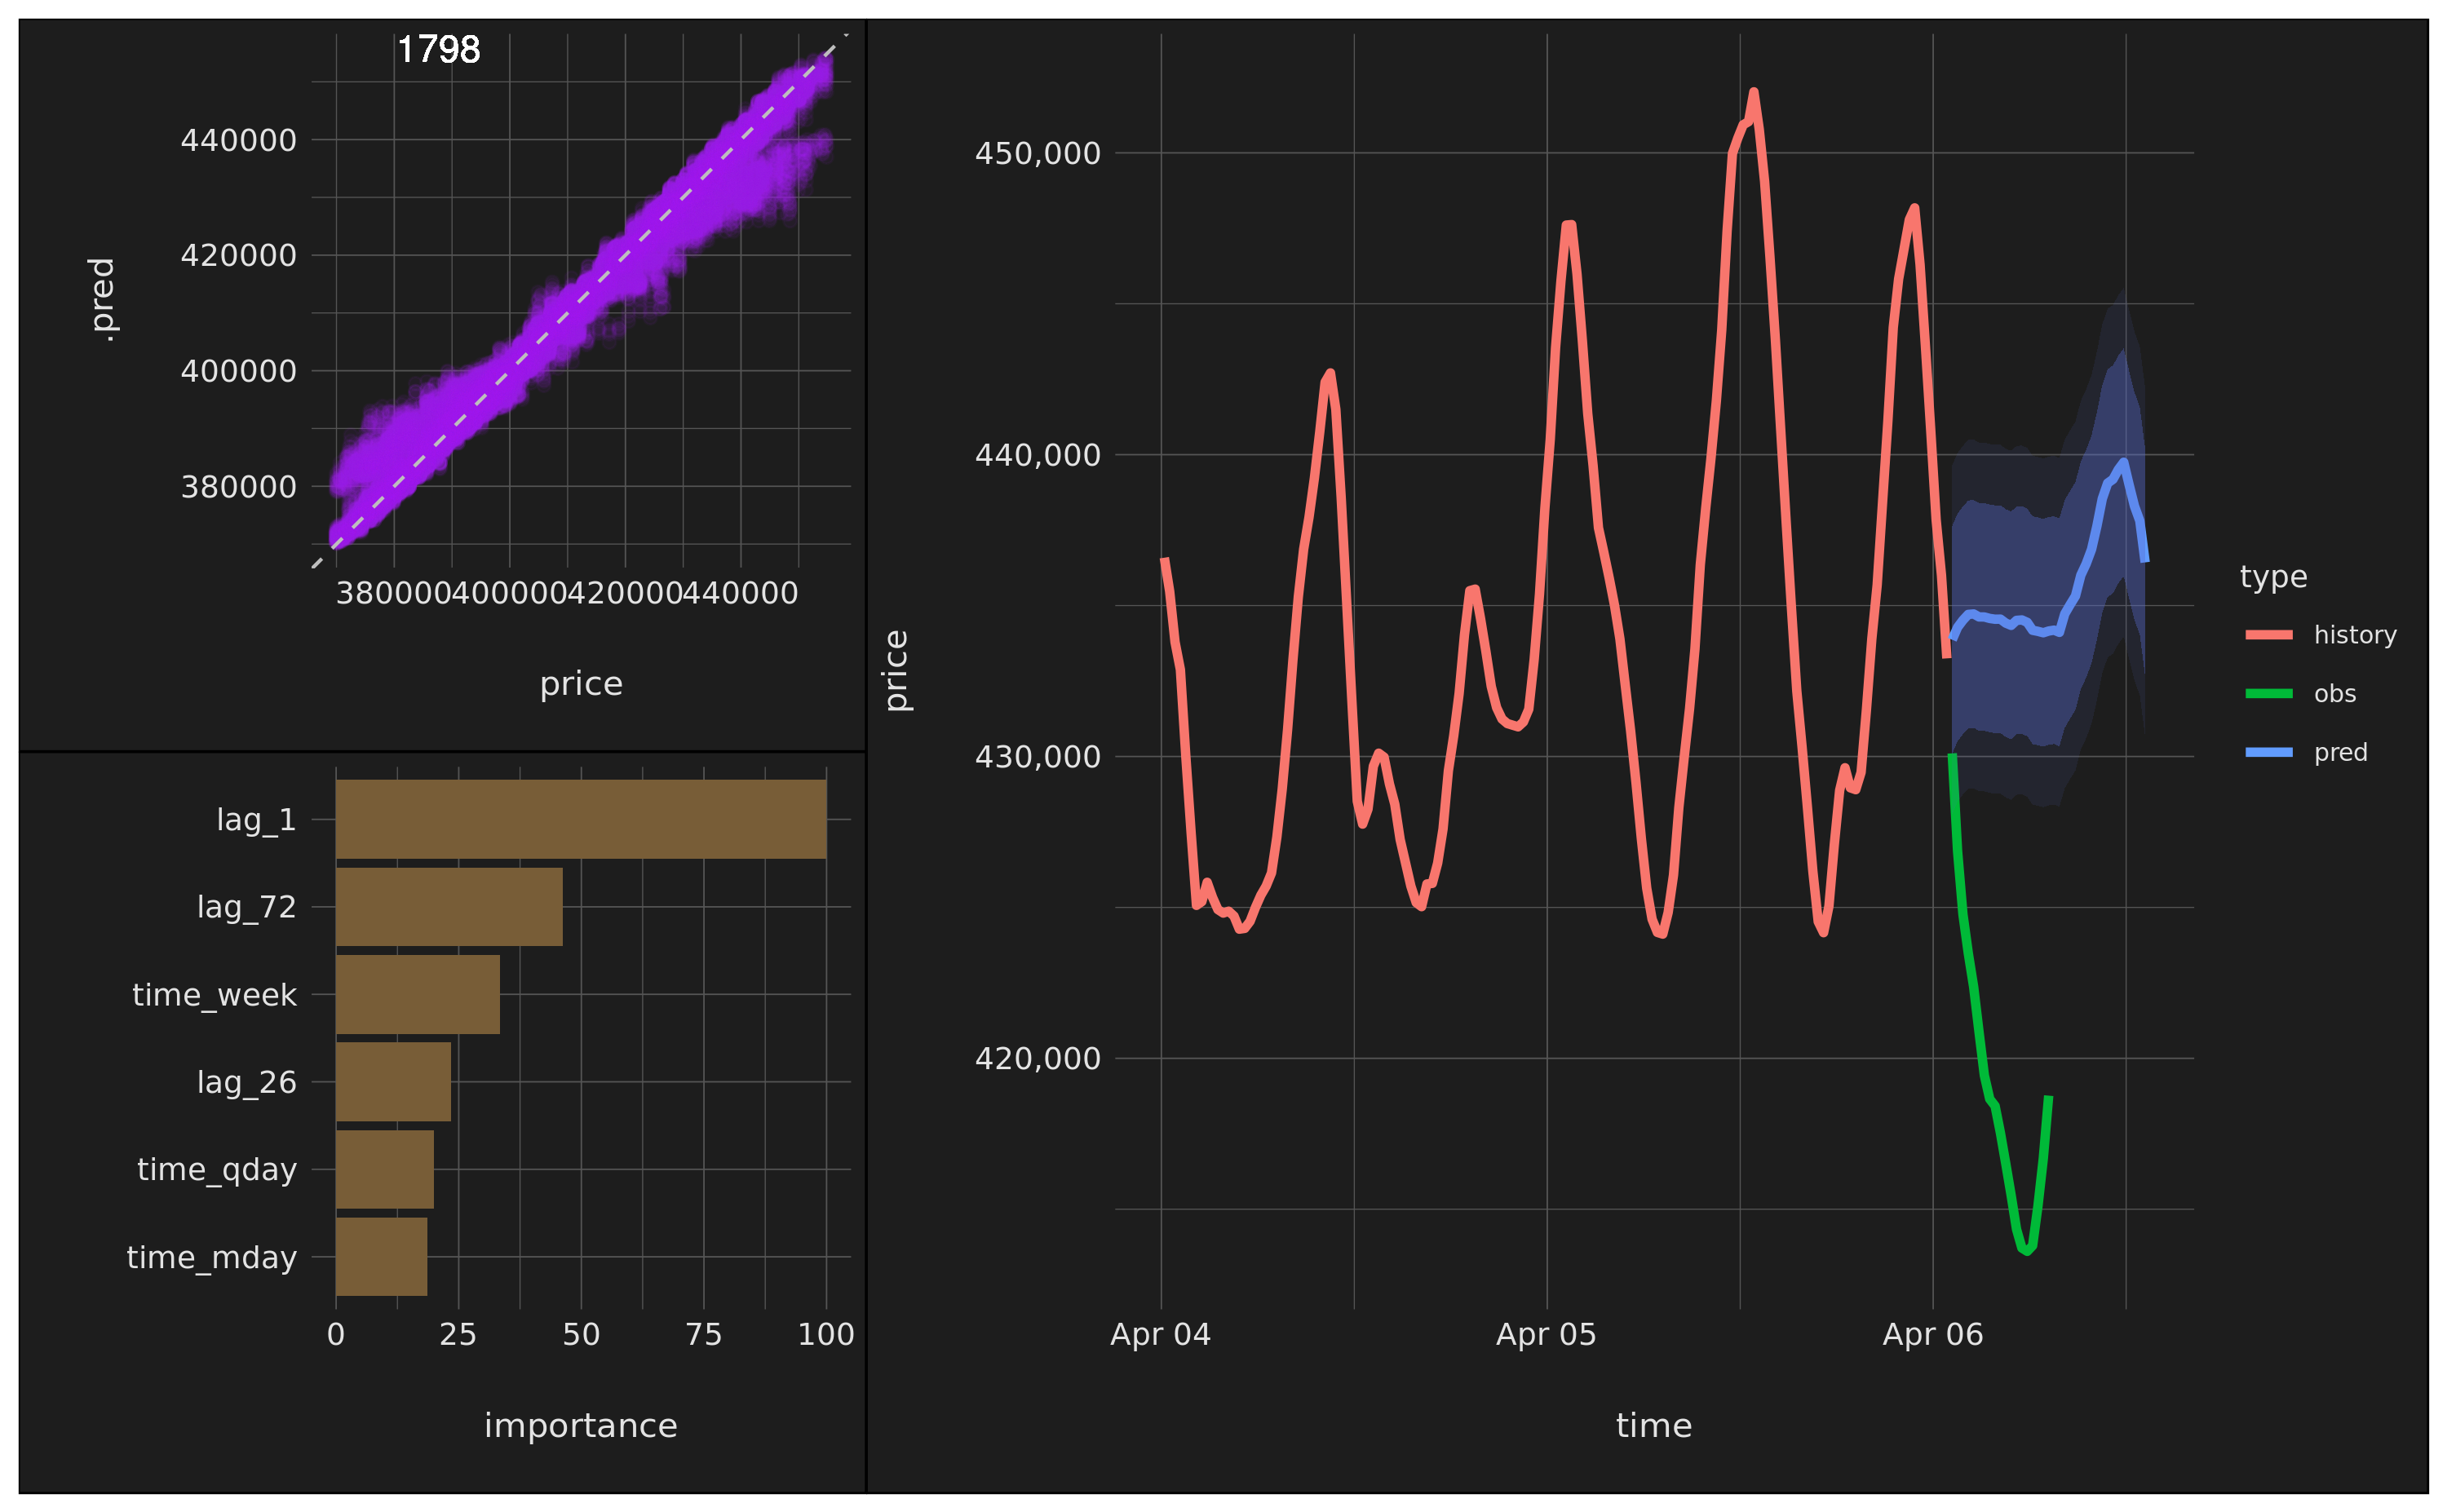 1798
.pred
440000
420000
400000
380000
380000400000420000440000
price
lag_1
lag_72
time_week
lag_26
time_qday
time_mday
0 25 50 75 100
importance
price
450,000
440,000
430,000
420,000
Apr 04 Apr 05 Apr 06
time
type
history
obs
pred